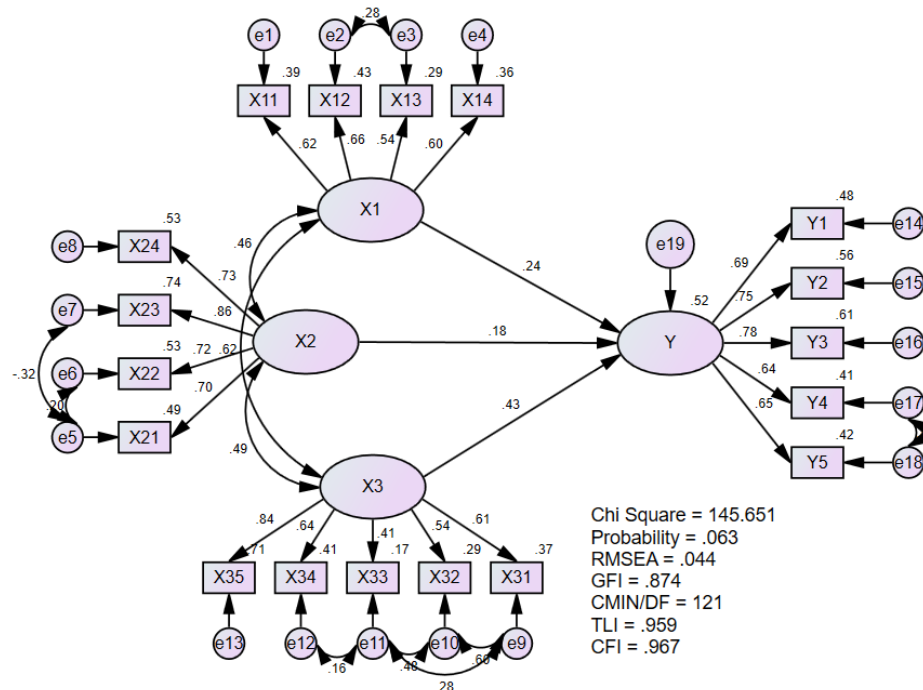 .28
e1 e2 e3 e4
.39 .43 .29 .36
X11 X12 X13 X14
.62 .66 .54 .60
X1
.48
Y1 e14
.53
e8 X24
.46
e19
.69
.56
.73
.24
Y2 e15
.74
.52 .75
e7 X23
.86
.61
X2 .18 Y .78 Y3 e16
.53
.72 .62
.64
-.32 e6 X22
.41
.70
.65 Y4 e17
.20 .49
.43
e5 X21
.42
.49
Y5 e18
X3
.84 .64 .41 .54 .61
.71 .41 .17 .29 .37
X35 X34 X33 X32 X31
e13 e12 e11 e10 e9
.16 .48 .60
28
Chi Square = 145.651
Probability = .063
RMSEA = .044
GFI = .874
CMIN/DF = 121
TLI = .959
CFI = .967